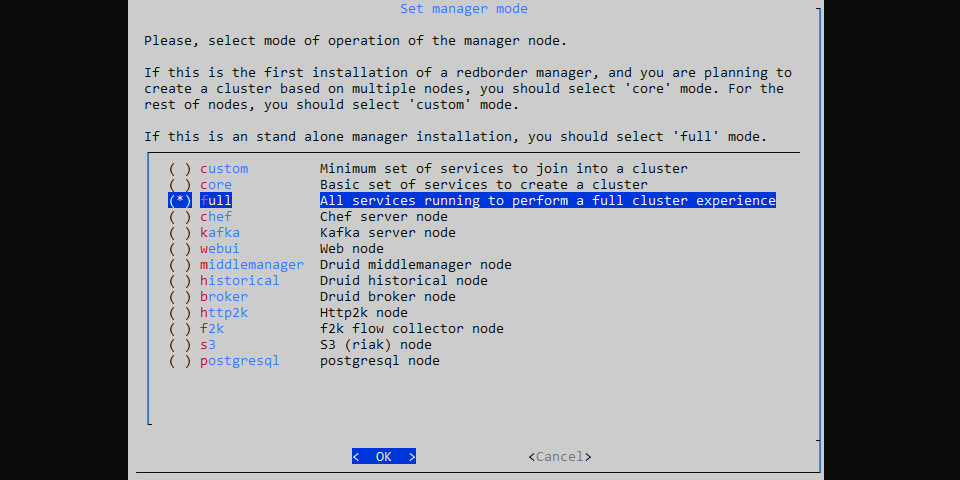 Set manager mode
Please, select mode of operation of the manager node.
If this is the first installation of a redborder manager, and you are planning to
create a cluster based on multiple nodes, you should select 'core' mode. For the
rest of nodes, you should select 'custom' mode.
If this is an stand alone manager installation, you should select 'full' mode.
( ) custom Minimum set of services to join into a cluster
( ) core Basic set of services to create a cluster
(*) full All services running to perform a full cluster experience
( ) chef Chef server node
( ) kafka Kafka server node
( ) webui Web node
( ) middlemanager Druid middlemanager node
( ) historical Druid historical node
( ) broker Druid broker node
( ) http2k Http2k node
( ) f2k f2k flow collector node
( ) s3 S3 (riak) node
( ) postgresql postgresql node
< OK > <Cancel>